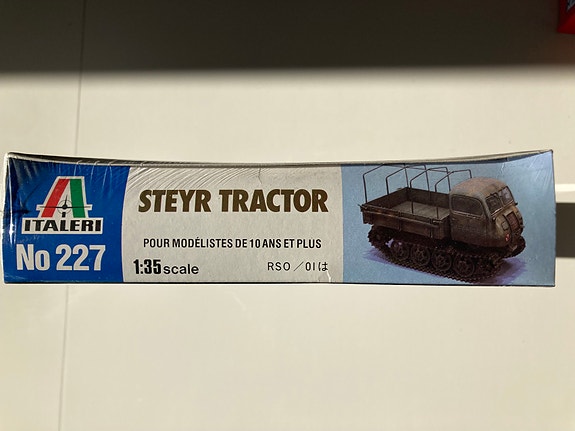 ITALERI
No 227
STEYR TRACTOR
POUR MODÉLISTES DE 10 ANS ET PLUS
1:35 scale
RSO／01は